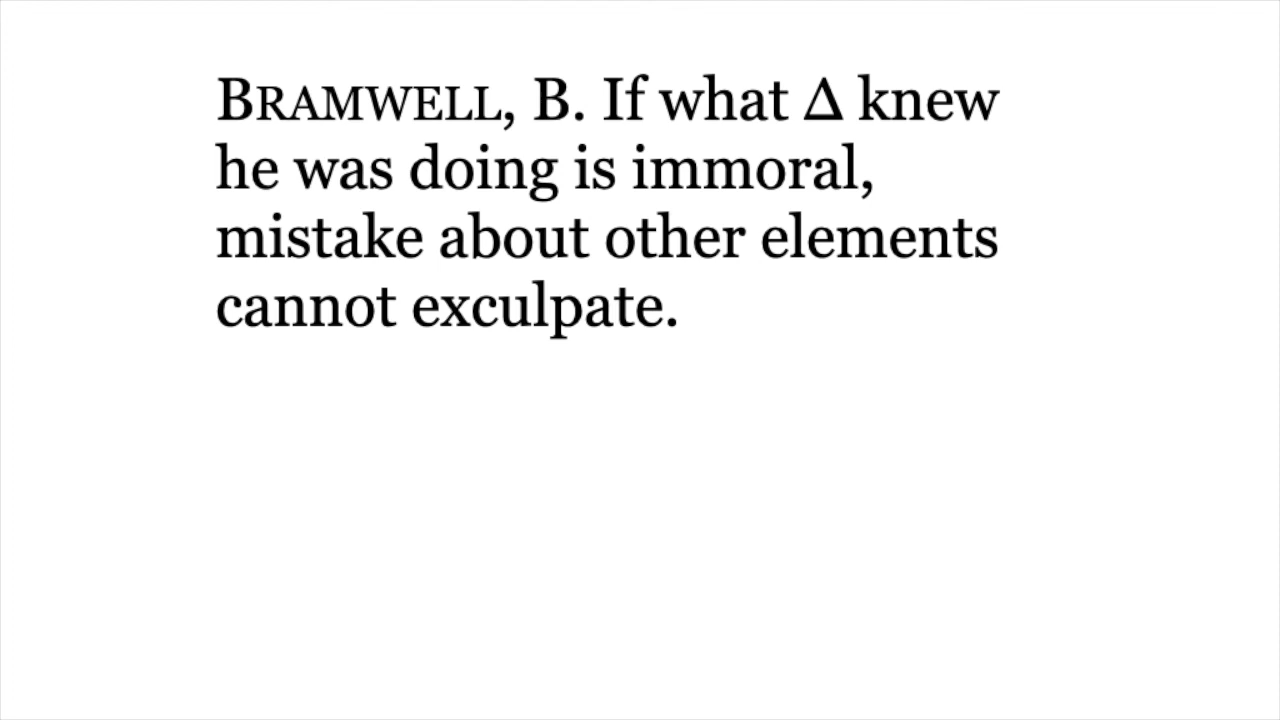 BRAMWELL, B. If what Δ knew
he was doing is immoral,
mistake about other elements
cannot exculpate.